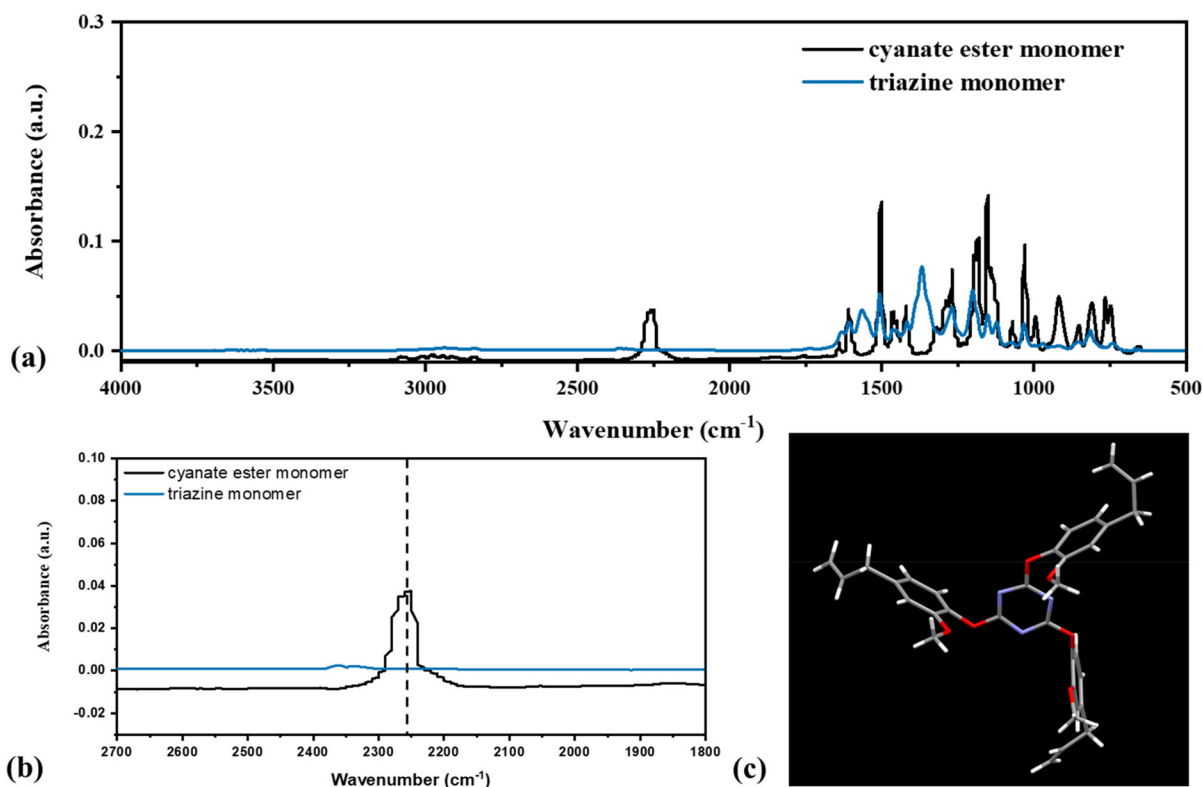 0.3
0.2
0.1
0.0
Absorbance (a.u.)
cyanate ester monomer
triazine monomer
(a)
4000 3500 3000 2500 2000 1500 1000 500
Wavenumber (cm-1)
0.10
0.08
0.06
0.04
0.02
0.00
-0.02
Absorbance (a.u.)
cyanate ester monomer
triazine monomer
2700 2600 2500 2400 2300 2200 2100 2000 1900 1800
(b)
Wavenumber (cm-1)
(c)